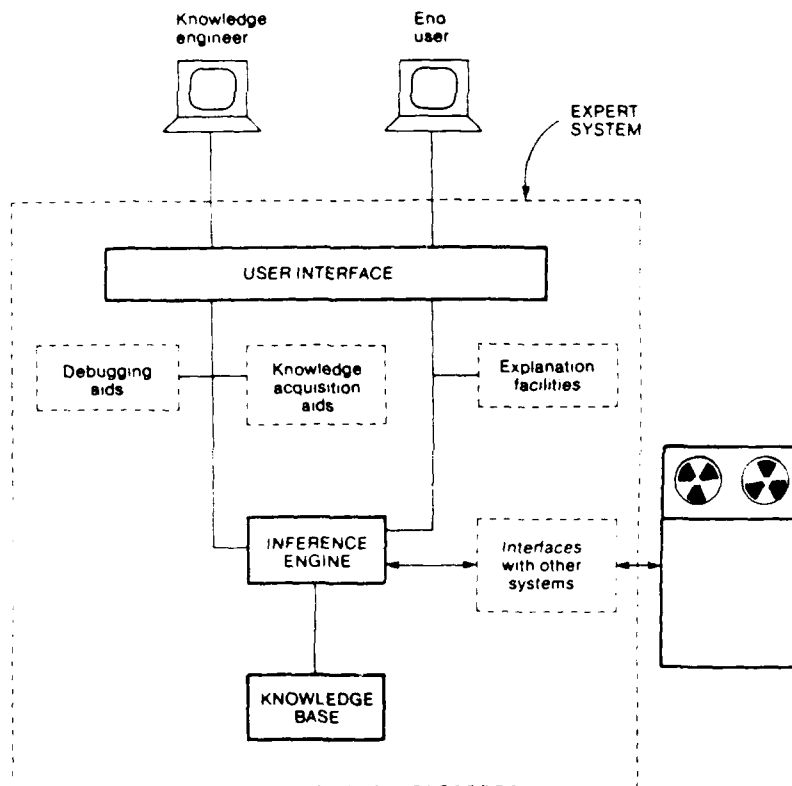 Knowledge
engineer
End
user
EXPERT
SYSTEM
USER INTERFACE
Debugging
aids
Knowledge
acquisition
aids
Explanation
facilities
INFERENCE
ENGINE
Interfaces
with other
systems
KNOWLEDGE
BASE